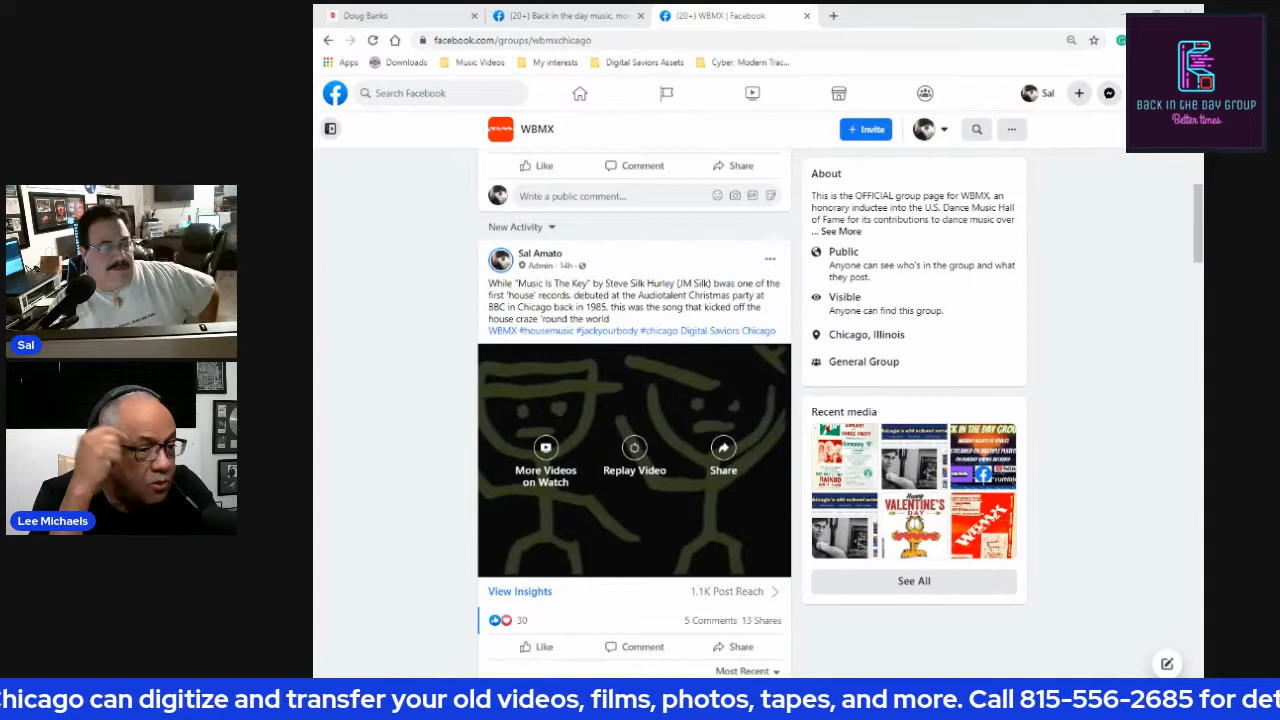 Doug Banks
(20+) Back in the day music, mo
(20+) WBMX | Facebook
facebook.com/groups/wbmxchicago
Apps
Downloads
Music Videos
My interests
Digital Saviors Assets
Cyber, Modern Trac...
Search Facebook
Sal
BACK IN THE DAY GROUP
Better times
WBMX
+ Invite
Like
Comment
Share
Write a public comment...
New Activity
Sal Amato
Admin · 14h ·
While "Music Is The Key" by Steve Silk Hurley (JM Silk) bwas one of the
first 'house' records. debuted at the Audiotalent Christmas party at
BBC in Chicago back in 1985, this was the song that kicked off the
house craze 'round the world
WBMX #housemusic #jackyourbody #chicago Digital Saviors Chicago
More Videos
on Watch
Replay Video
Share
View Insights
1.1K Post Reach
30
5 Comments 13 Shares
Like
Comment
Share
Most Recent
About
This is the OFFICIAL group page for WBMX, an
honorary inductee into the U.S. Dance Music Hall
of Fame for its contributions to dance music over
... See More
Public
Anyone can see who's in the group and what
they post.
Visible
Anyone can find this group.
Chicago, Illinois
General Group
Recent media
DANCE PARTY
CK IN THE DAY GROU
Happy
VALENTINE'S
DAY
WBMX
See All
Sal
Lee Michaels
Chicago can digitize and transfer your old videos, films, photos, tapes, and more. Call 815-556-2685 for det